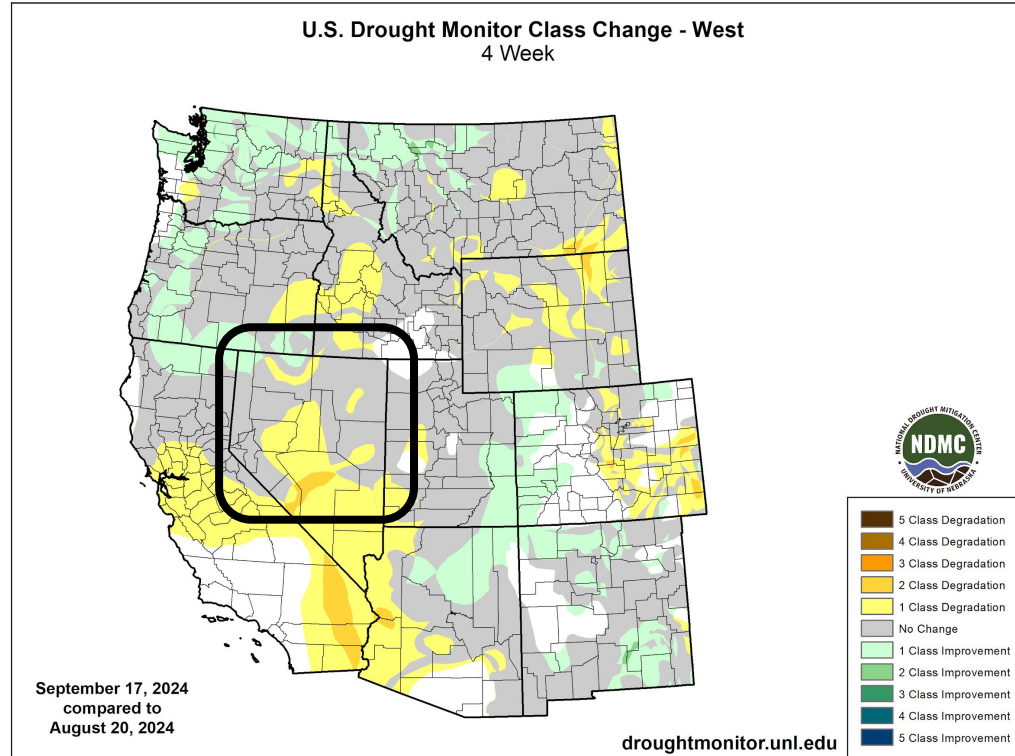 U.S. Drought Monitor Class Change - West
4 Week
NATIONAL DROUGHT MITIGATION CENTER
NDMC
UNIVERSITY OF NEBRASKA
5 Class Degradation
4 Class Degradation
3 Class Degradation
2 Class Degradation
1 Class Degradation
No Change
1 Class Improvement
2 Class Improvement
3 Class Improvement
4 Class Improvement
5 Class Improvement
September 17, 2024
compared to
August 20, 2024
droughtmonitor.unl.edu